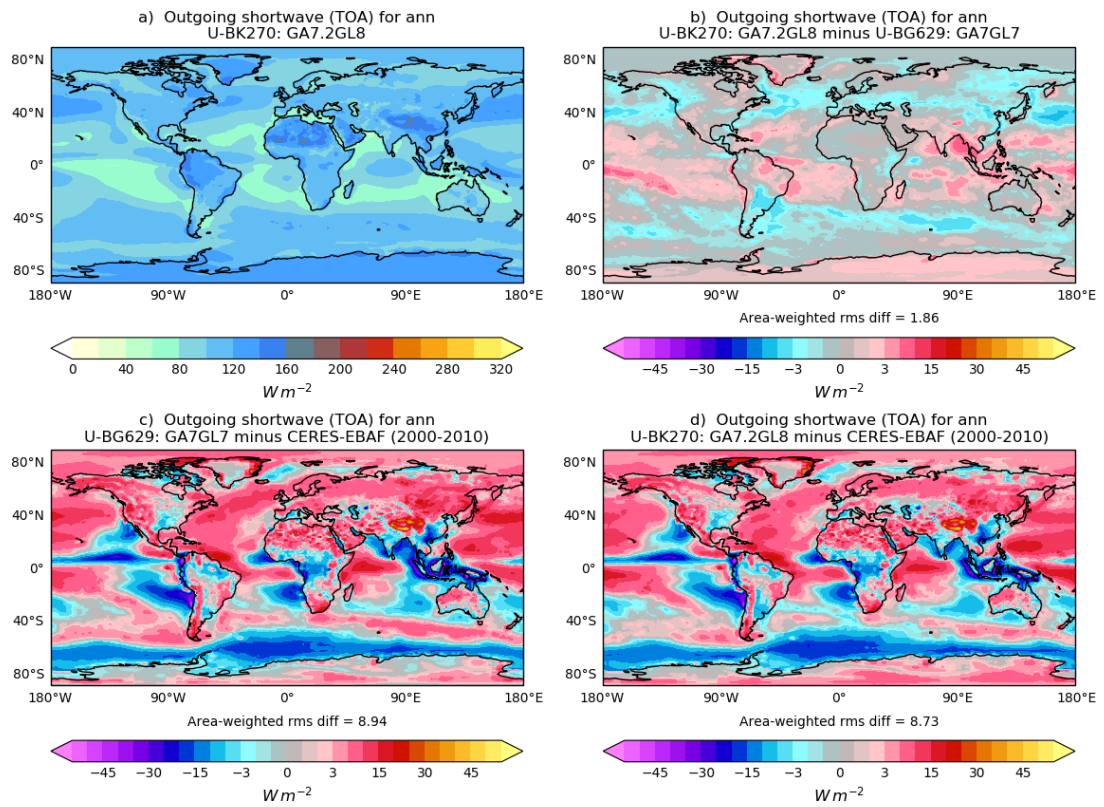 a)  Outgoing shortwave (TOA) for ann
U-BK270: GA7.2GL8
80°N
40°N
0°
40°S
80°S
180°W 90°W 0° 90°E 180°E
0 40 80 120 160 200 240 280 320
W m⁻²
b)  Outgoing shortwave (TOA) for ann
U-BK270: GA7.2GL8 minus U-BG629: GA7GL7
80°N
40°N
0°
40°S
80°S
180°W 90°W 0° 90°E 180°E
Area-weighted rms diff = 1.86
−45 −30 −15 −3 0 3 15 30 45
W m⁻²
c)  Outgoing shortwave (TOA) for ann
U-BG629: GA7GL7 minus CERES-EBAF (2000-2010)
80°N
40°N
0°
40°S
80°S
180°W 90°W 0° 90°E 180°E
Area-weighted rms diff = 8.94
−45 −30 −15 −3 0 3 15 30 45
W m⁻²
d)  Outgoing shortwave (TOA) for ann
U-BK270: GA7.2GL8 minus CERES-EBAF (2000-2010)
80°N
40°N
0°
40°S
80°S
180°W 90°W 0° 90°E 180°E
Area-weighted rms diff = 8.73
−45 −30 −15 −3 0 3 15 30 45
W m⁻²